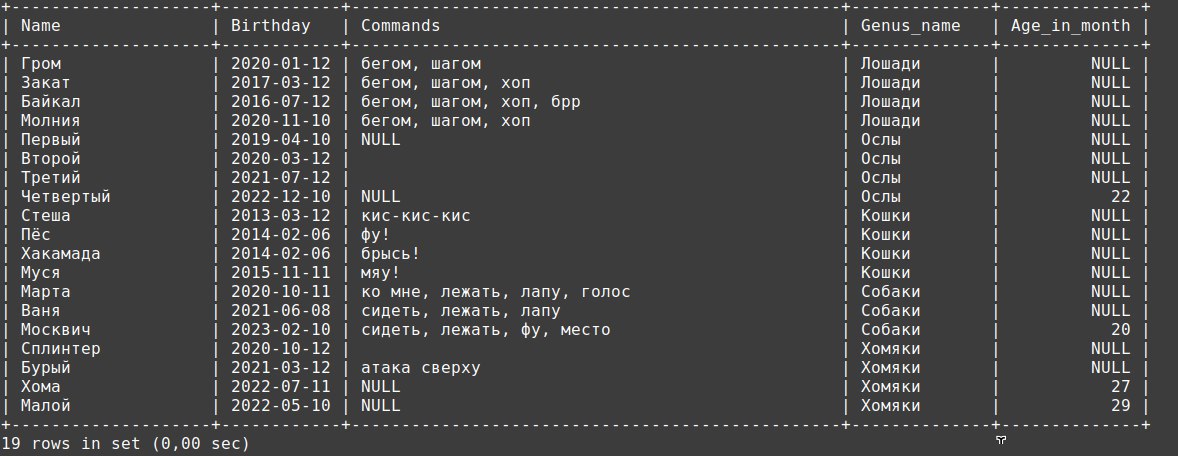 +--------------------+------------+-------------------------------------------------+--------------+--------------+
| Name               | Birthday   | Commands                                        | Genus_name   | Age_in_month |
+--------------------+------------+-------------------------------------------------+--------------+--------------+
| Гром               | 2020-01-12 | бегом, шагом                                    | Лошади       |         NULL |
| Закат              | 2017-03-12 | бегом, шагом, хоп                               | Лошади       |         NULL |
| Байкал             | 2016-07-12 | бегом, шагом, хоп, брр                          | Лошади       |         NULL |
| Молния             | 2020-11-10 | бегом, шагом, хоп                               | Лошади       |         NULL |
| Первый             | 2019-04-10 | NULL                                            | Ослы         |         NULL |
| Второй             | 2020-03-12 |                                                 | Ослы         |         NULL |
| Третий             | 2021-07-12 |                                                 | Ослы         |         NULL |
| Четвертый          | 2022-12-10 | NULL                                            | Ослы         |           22 |
| Стеша              | 2013-03-12 | кис-кис-кис                                     | Кошки        |         NULL |
| Пёс                | 2014-02-06 | фу!                                             | Кошки        |         NULL |
| Хакамада           | 2014-02-06 | брысь!                                          | Кошки        |         NULL |
| Муся               | 2015-11-11 | мяу!                                            | Кошки        |         NULL |
| Марта              | 2020-10-11 | ко мне, лежать, лапу, голос                     | Собаки       |         NULL |
| Ваня               | 2021-06-08 | сидеть, лежать, лапу                            | Собаки       |         NULL |
| Москвич            | 2023-02-10 | сидеть, лежать, фу, место                       | Собаки       |           20 |
| Сплинтер           | 2020-10-12 |                                                 | Хомяки       |         NULL |
| Бурый              | 2021-03-12 | атака сверху                                    | Хомяки       |         NULL |
| Хома               | 2022-07-11 | NULL                                            | Хомяки       |           27 |
| Малой              | 2022-05-10 | NULL                                            | Хомяки       |           29 |
+--------------------+------------+-------------------------------------------------+--------------+--------------+
19 rows in set (0,00 sec)